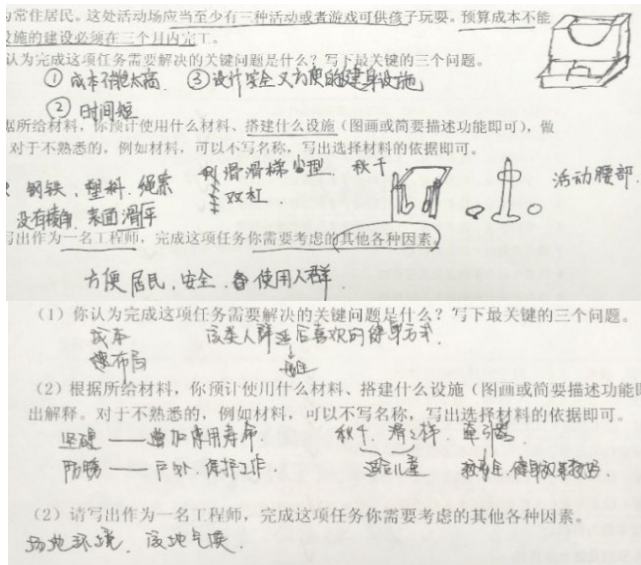 为常住居民。这处活动场应当至少有三种活动或者游戏可供孩子玩耍。预算成本不能
设施的建设必须在三个月内完工。
认为完成这项任务需要解决的关键问题是什么？写下最关键的三个问题。
① 成本不能太高 ③ 设计安全又方便的健身设施
② 时间短
据所给材料，你预计使用什么材料、搭建什么设施（图画或简要描述功能即可），做
对于不熟悉的，例如材料，可以不写名称，写出选择材料的依据即可。
钢铁、塑料、绳索 滑滑梯 小型 秋千 活动腰部
没有棱角 表面滑平 双杠
写出作为一名工程师，完成这项任务你需要考虑的其他各种因素。
方便居民、安全、使用人群
（1）你认为完成这项任务需要解决的关键问题是什么？写下最关键的三个问题。
成本 该类人群 喜欢的健身方式
布局
（2）根据所给材料，你预计使用什么材料、搭建什么设施（图画或简要描述功能即
出解释。对于不熟悉的，例如材料，可以不写名称，写出选择材料的依据即可。
坚硬——增加使用寿命 秋千、滑滑梯、牵引器
防锈——户外、保护工作 适合儿童
（2）请写出作为一名工程师，完成这项任务你需要考虑的其他各种因素。
场地环境、该地气候